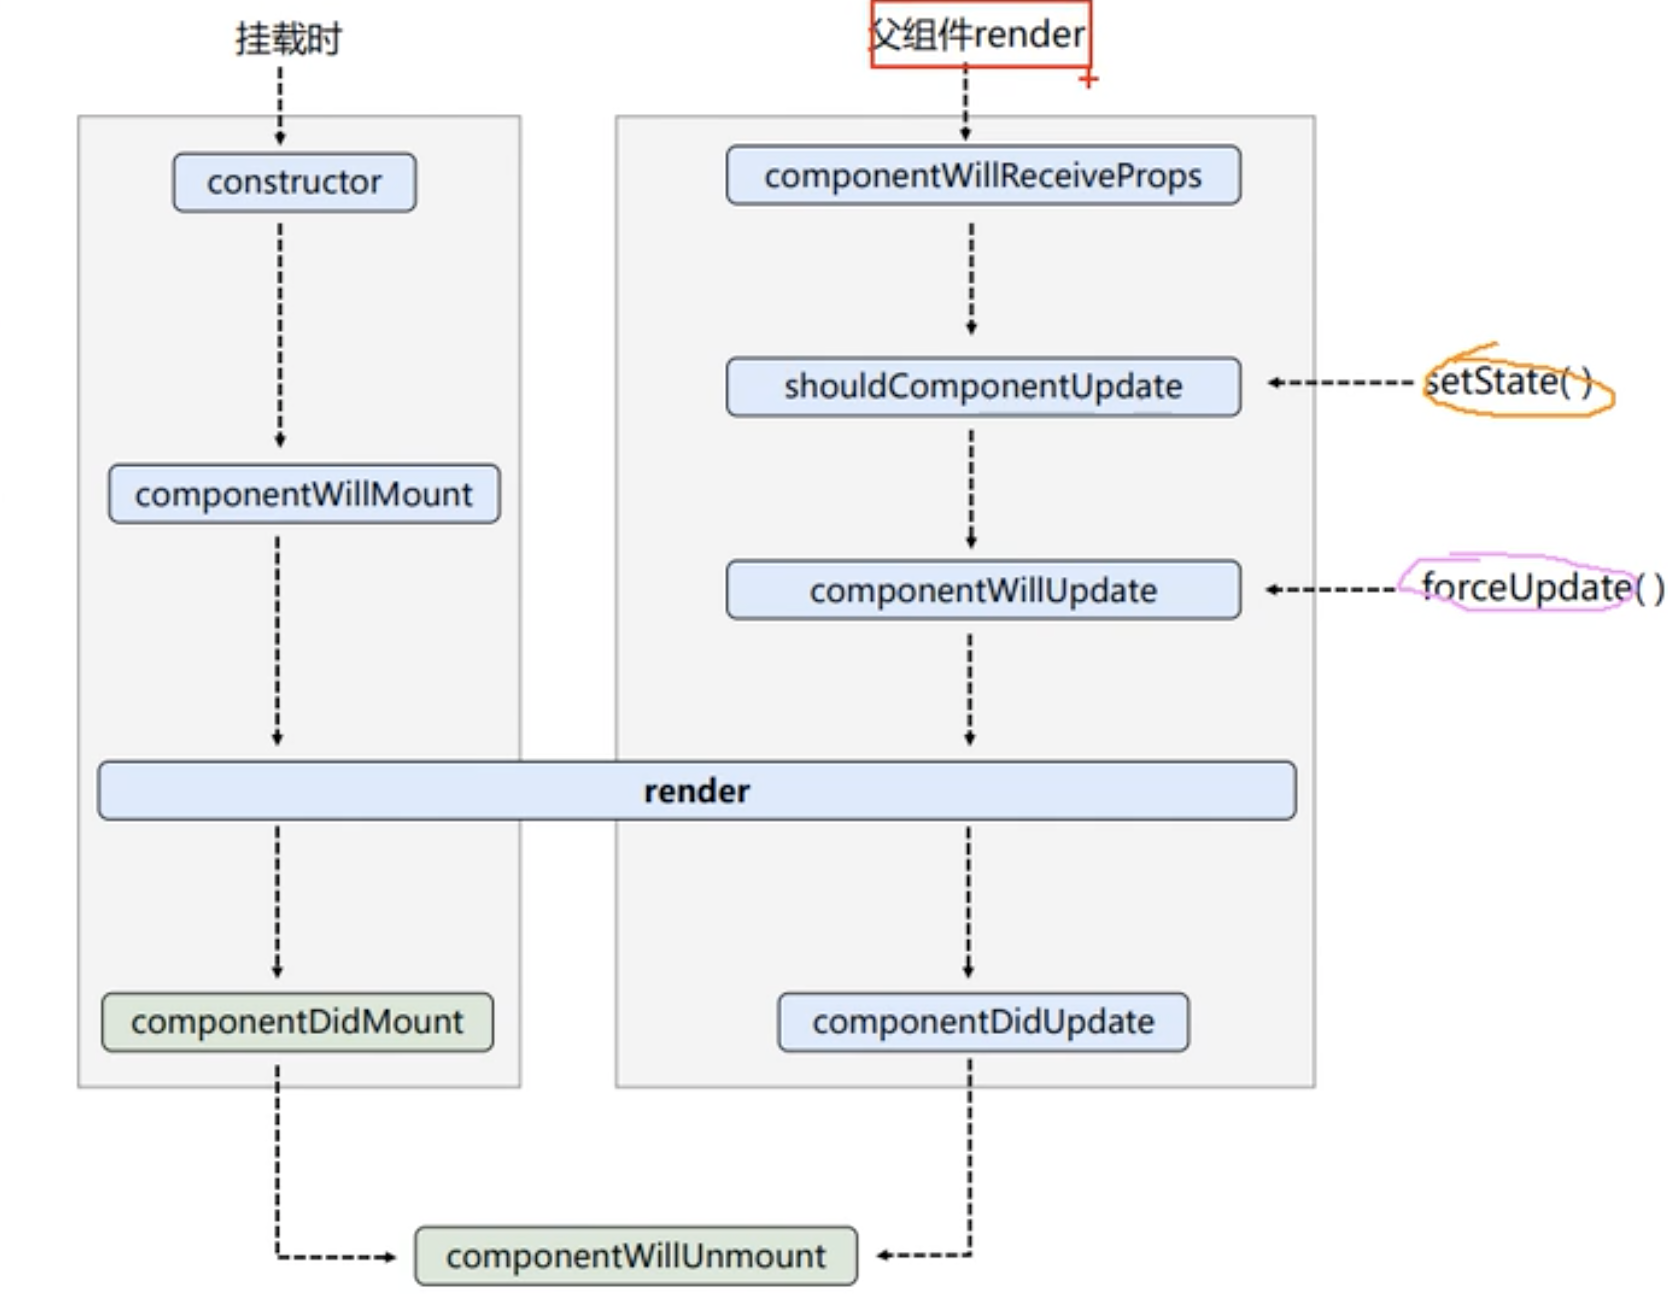 挂载时
父组件render
constructor
componentWillReceiveProps
shouldComponentUpdate
setState( )
componentWillMount
componentWillUpdate
forceUpdate( )
render
componentDidMount
componentDidUpdate
componentWillUnmount